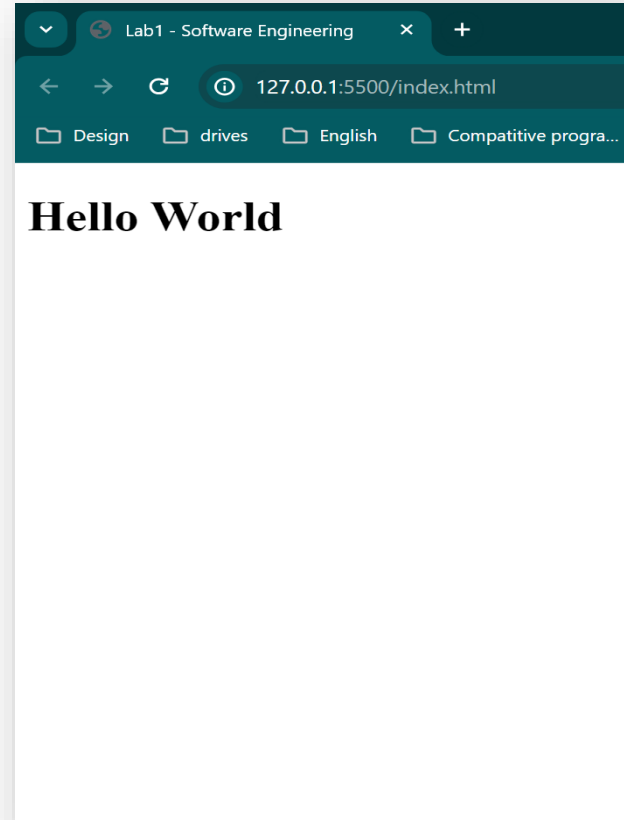 Lab1 - Software Engineering
127.0.0.1:5500/index.html
Design drives English Compatitive progra...
Hello World